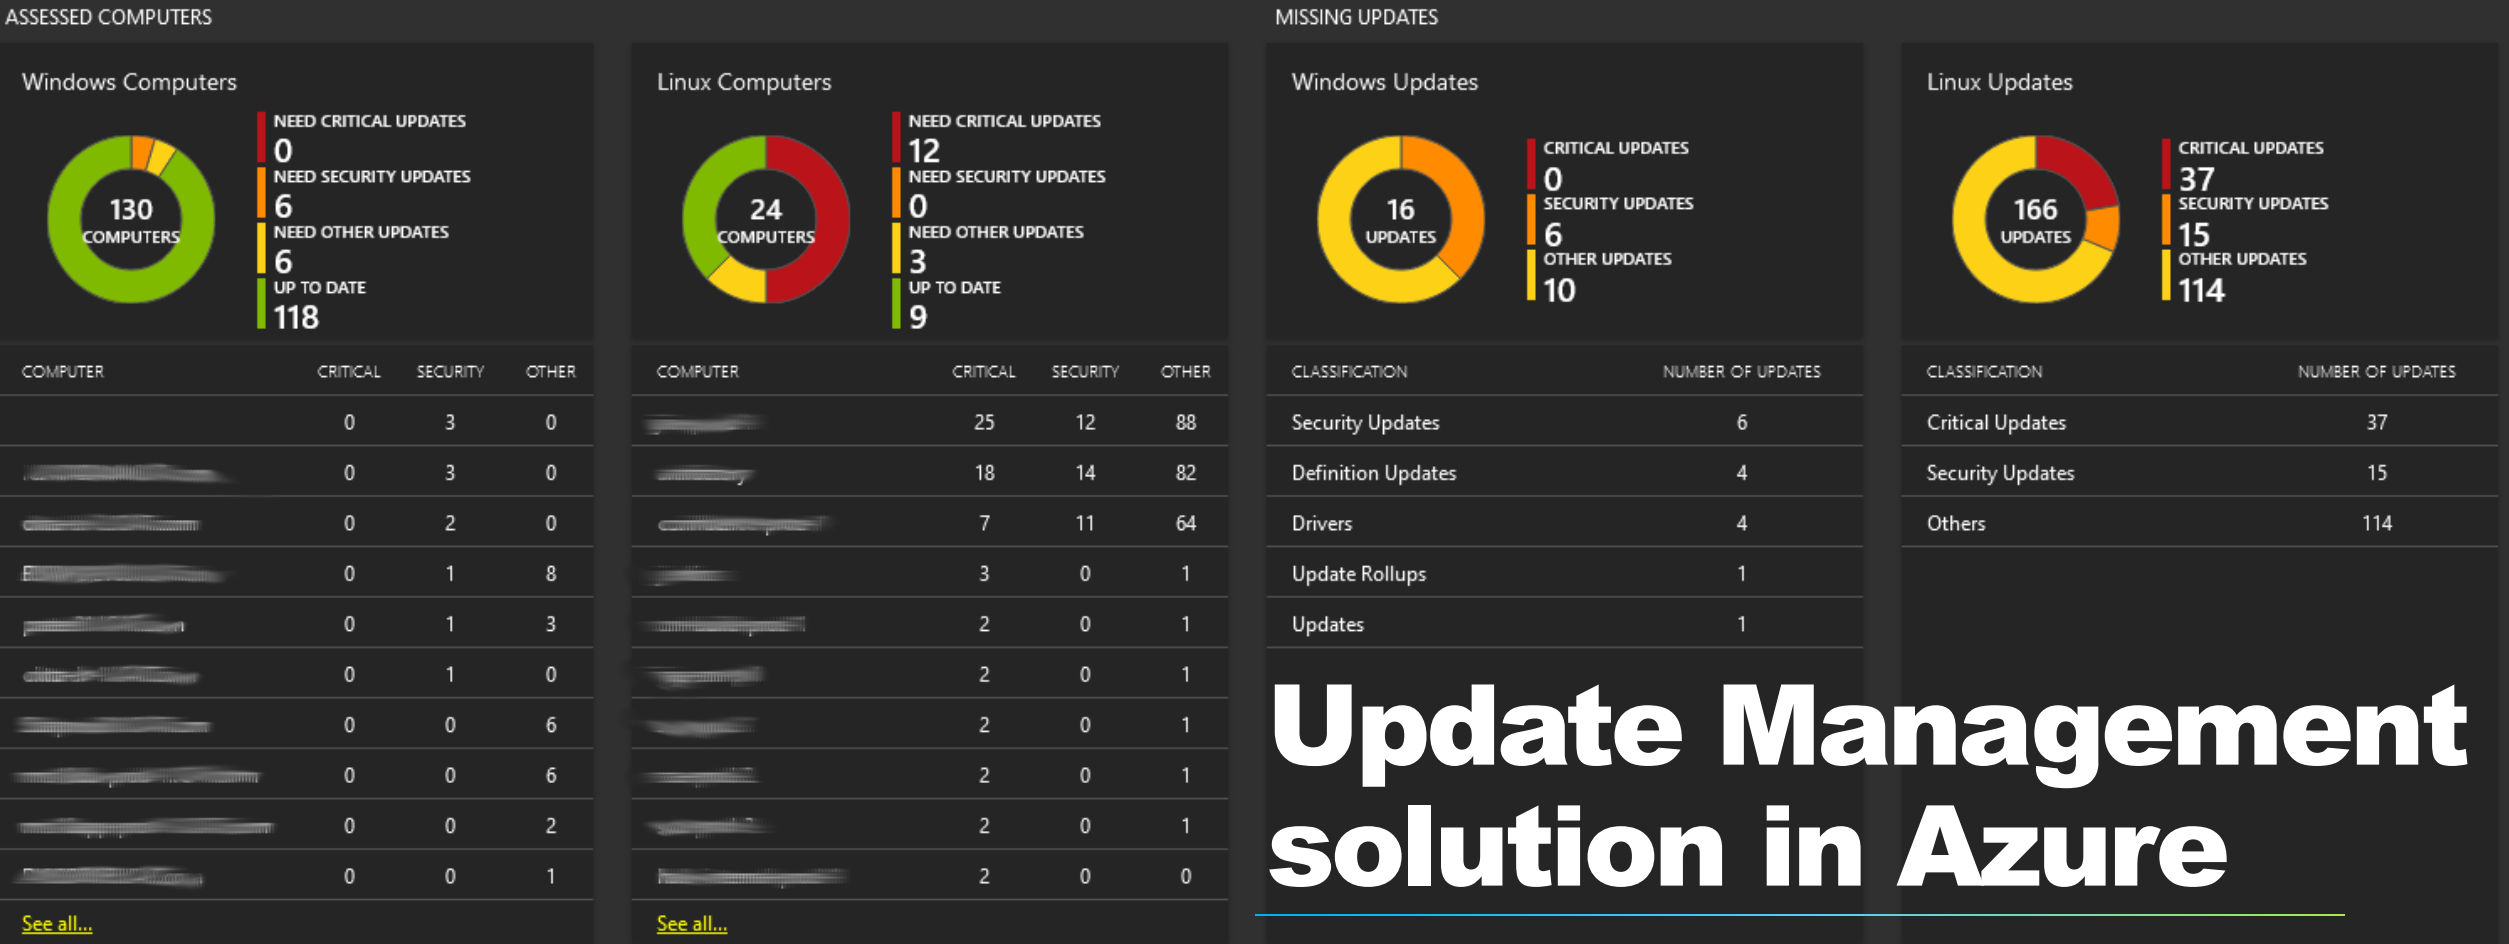 ASSESSED COMPUTERS
Windows Computers
130
COMPUTERS
NEED CRITICAL UPDATES
0
NEED SECURITY UPDATES
6
NEED OTHER UPDATES
6
UP TO DATE
118
COMPUTER CRITICAL SECURITY OTHER
0 3 0
0 3 0
0 2 0
0 1 8
0 1 3
0 1 0
0 0 6
0 0 6
0 0 2
0 0 1
See all...
Linux Computers
24
COMPUTERS
NEED CRITICAL UPDATES
12
NEED SECURITY UPDATES
0
NEED OTHER UPDATES
3
UP TO DATE
9
COMPUTER CRITICAL SECURITY OTHER
25 12 88
18 14 82
7 11 64
3 0 1
2 0 1
2 0 1
2 0 1
2 0 1
2 0 1
2 0 0
See all...
MISSING UPDATES
Windows Updates
16
UPDATES
CRITICAL UPDATES
0
SECURITY UPDATES
6
OTHER UPDATES
10
CLASSIFICATION NUMBER OF UPDATES
Security Updates 6
Definition Updates 4
Drivers 4
Update Rollups 1
Updates 1
Linux Updates
166
UPDATES
CRITICAL UPDATES
37
SECURITY UPDATES
15
OTHER UPDATES
114
CLASSIFICATION NUMBER OF UPDATES
Critical Updates 37
Security Updates 15
Others 114
Update Management
solution in Azure